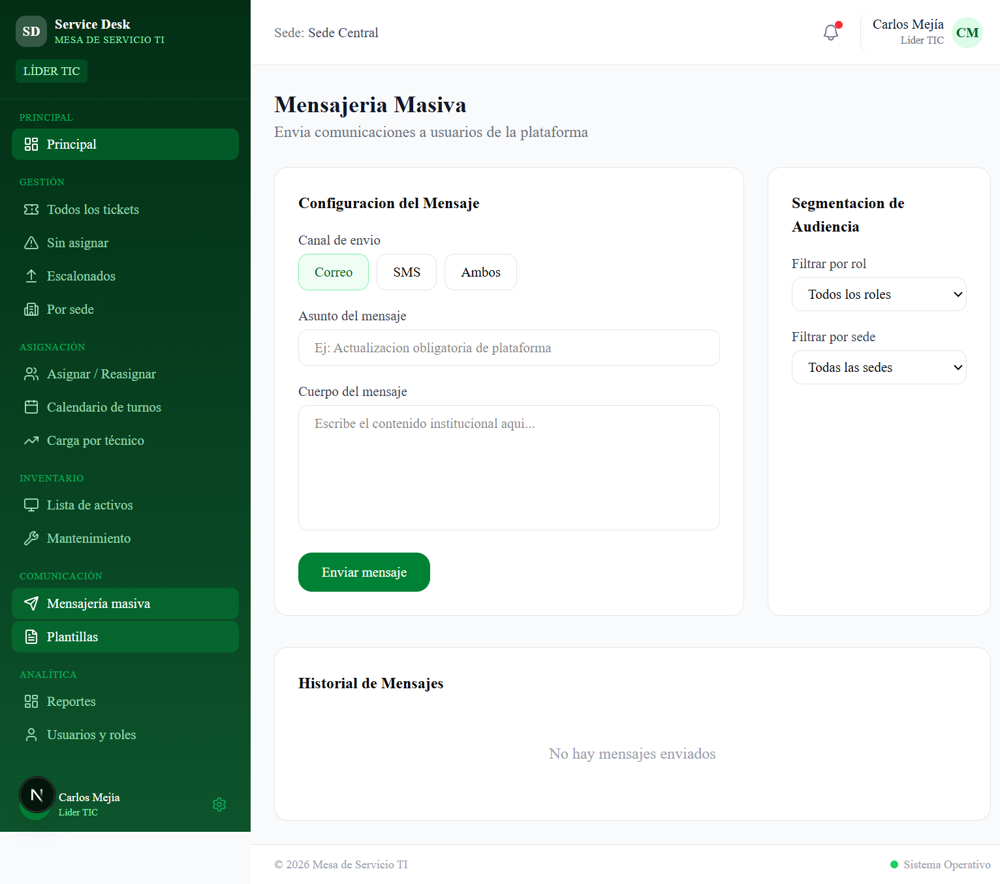 SD
Service Desk
MESA DE SERVICIO TI
LÍDER TIC
PRINCIPAL
Principal
GESTIÓN
Todos los tickets
Sin asignar
Escalonados
Por sede
ASIGNACIÓN
Asignar / Reasignar
Calendario de turnos
Carga por técnico
INVENTARIO
Lista de activos
Mantenimiento
COMUNICACIÓN
Mensajería masiva
Plantillas
ANALÍTICA
Reportes
Usuarios y roles
N
Carlos Mejía
Líder TIC
Sede: Sede Central
Carlos Mejía
Líder TIC
CM
Mensajeria Masiva
Envia comunicaciones a usuarios de la plataforma
Configuracion del Mensaje
Canal de envio
Correo
SMS
Ambos
Asunto del mensaje
Ej: Actualizacion obligatoria de plataforma
Cuerpo del mensaje
Escribe el contenido institucional aqui...
Enviar mensaje
Segmentacion de
Audiencia
Filtrar por rol
Todos los roles
Filtrar por sede
Todas las sedes
Historial de Mensajes
No hay mensajes enviados
© 2026 Mesa de Servicio TI
Sistema Operativo